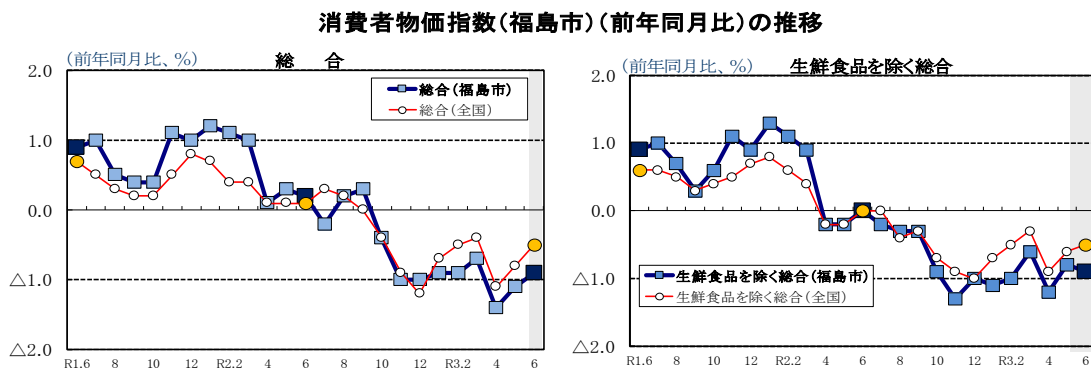 消費者物価指数(福島市)(前年同月比)の推移
(前年同月比、%)
総　合
2.0
1.0
0.0
△1.0
△2.0
総合(福島市)
総合(全国)
R1.6 8 10 12 R2.2 4 6 8 10 12 R3.2 4 6
(前年同月比、%)
生鮮食品を除く総合
2.0
1.0
0.0
△1.0
△2.0
生鮮食品を除く総合(福島市)
生鮮食品を除く総合(全国)
R1.6 8 10 12 R2.2 4 6 8 10 12 R3.2 4 6